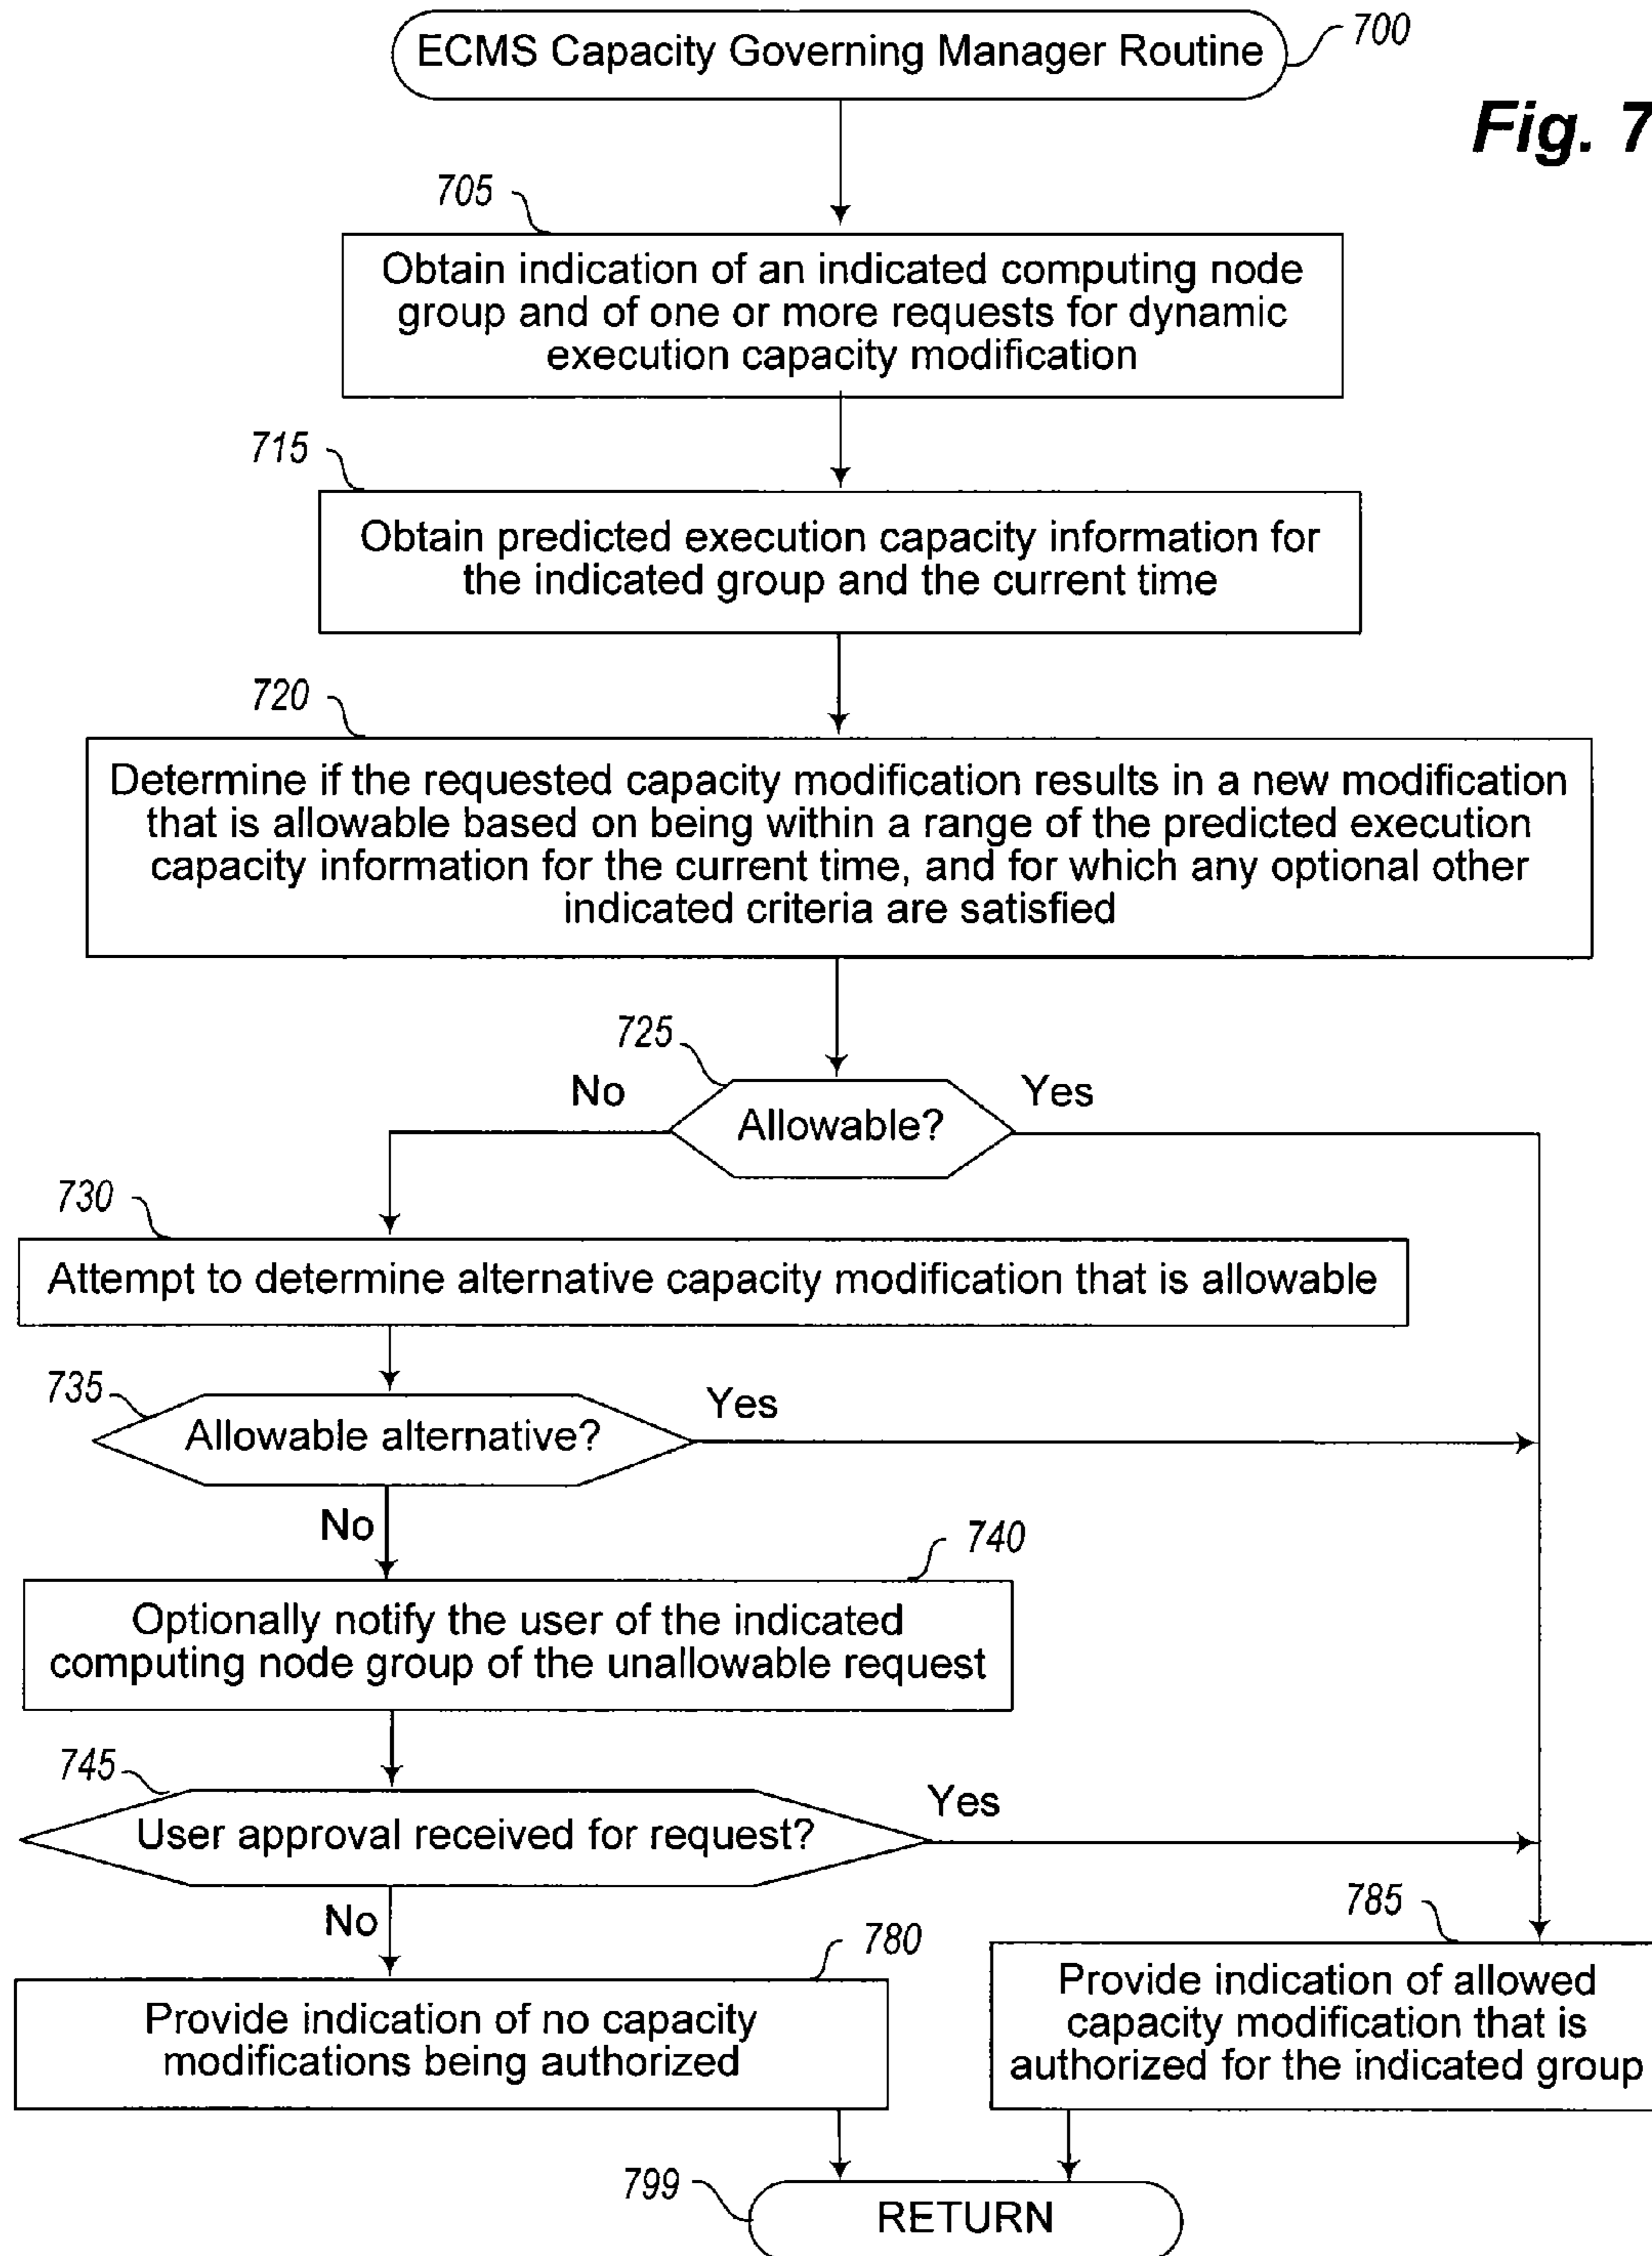 ECMS Capacity Governing Manager Routine
700
Fig. 7
705
Obtain indication of an indicated computing node
group and of one or more requests for dynamic
execution capacity modification
715
Obtain predicted execution capacity information for
the indicated group and the current time
720
Determine if the requested capacity modification results in a new modification
that is allowable based on being within a range of the predicted execution
capacity information for the current time, and for which any optional other
indicated criteria are satisfied
725
No
Yes
Allowable?
730
Attempt to determine alternative capacity modification that is allowable
735
Yes
Allowable alternative?
No
740
Optionally notify the user of the indicated
computing node group of the unallowable request
745
Yes
User approval received for request?
No
780
Provide indication of no capacity
modifications being authorized
785
Provide indication of allowed
capacity modification that is
authorized for the indicated group
799
RETURN